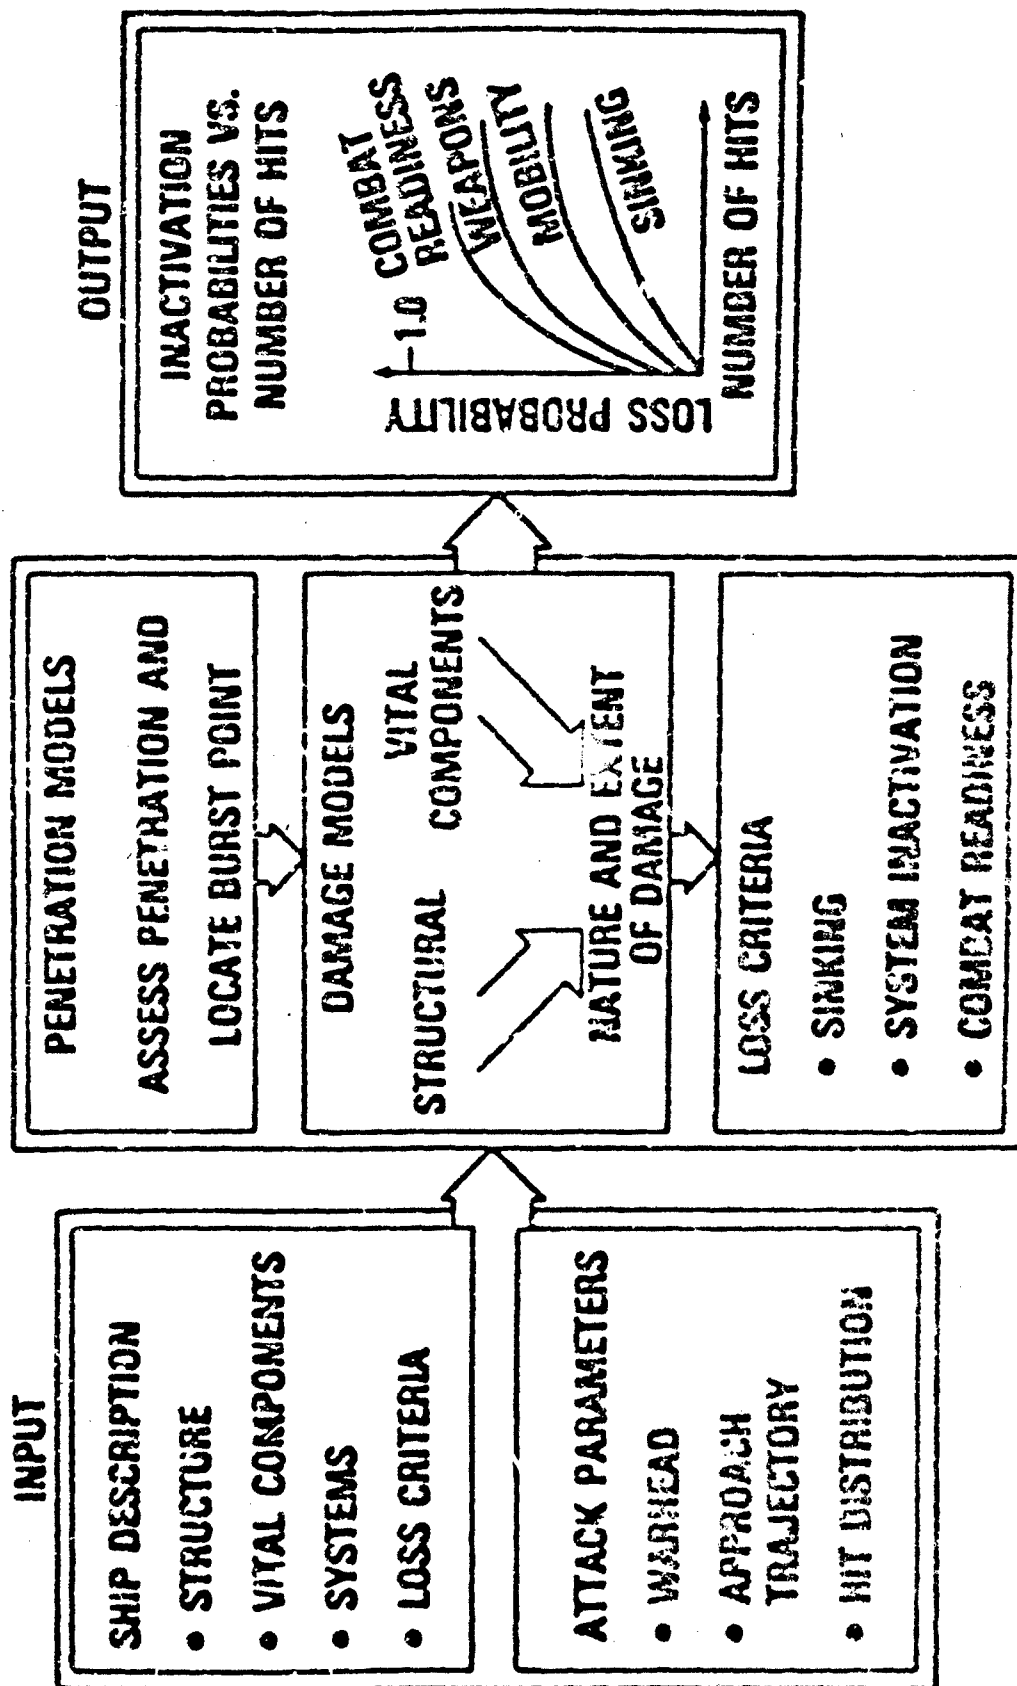 INPUT
SHIP DESCRIPTION
• STRUCTURE
• VITAL COMPONENTS
• SYSTEMS
• LOSS CRITERIA
ATTACK PARAMETERS
• WARHEAD
• APPROACH
TRAJECTORY
• HIT DISTRIBUTION
PENETRATION MODELS
ASSESS PENETRATION AND
LOCATE BURST POINT
DAMAGE MODELS
STRUCTURAL
VITAL
COMPONENTS
NATURE AND EXTENT
OF DAMAGE
LOSS CRITERIA
• SINKING
• SYSTEM INACTIVATION
• COMBAT READINESS
OUTPUT
INACTIVATION
PROBABILITIES VS.
NUMBER OF HITS
LOSS PROBABILITY
1.0
COMBAT
READINESS
WEAPONS
MOBILITY
SINKING
NUMBER OF HITS